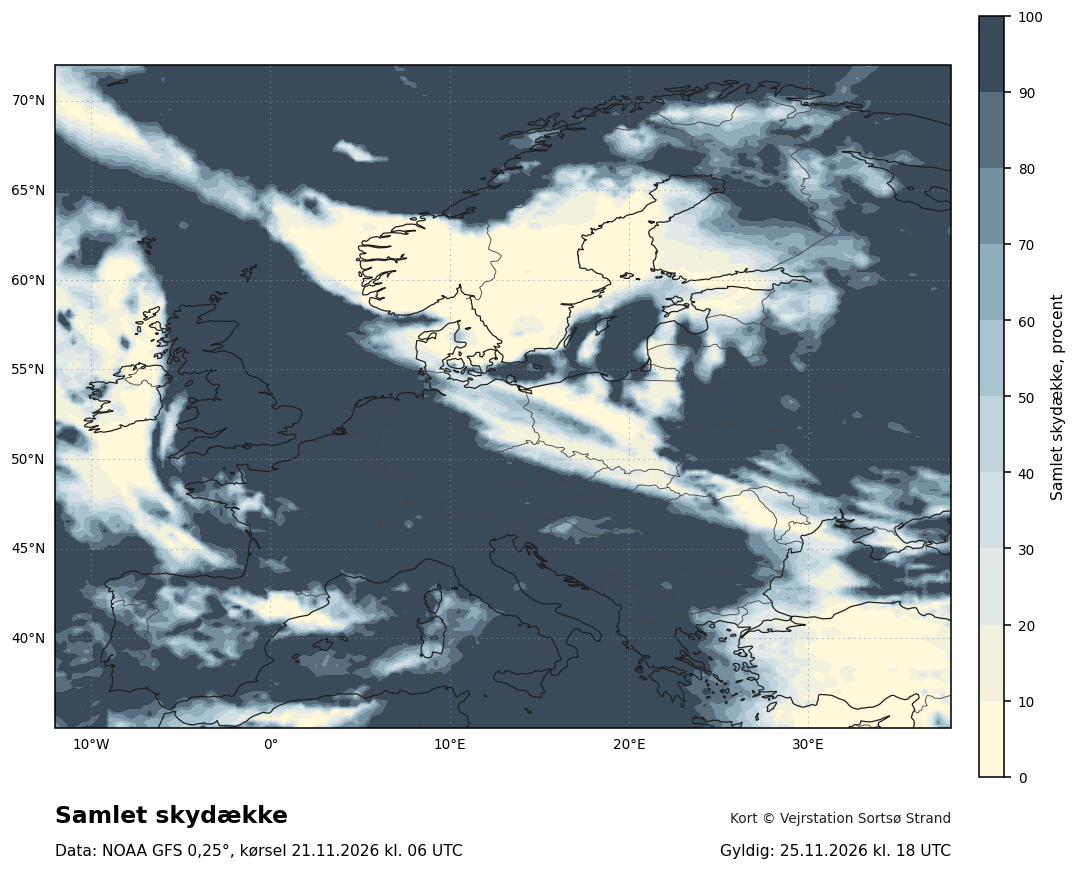 100
90
80
70
60
50
40
30
20
10
0
Samlet skydække, procent
70°N
65°N
60°N
55°N
50°N
45°N
40°N
10°W
0°
10°E
20°E
30°E
Samlet skydække
Kort © Vejrstation Sortsø Strand
Data: NOAA GFS 0,25°, kørsel 21.11.2026 kl. 06 UTC
Gyldig: 25.11.2026 kl. 18 UTC